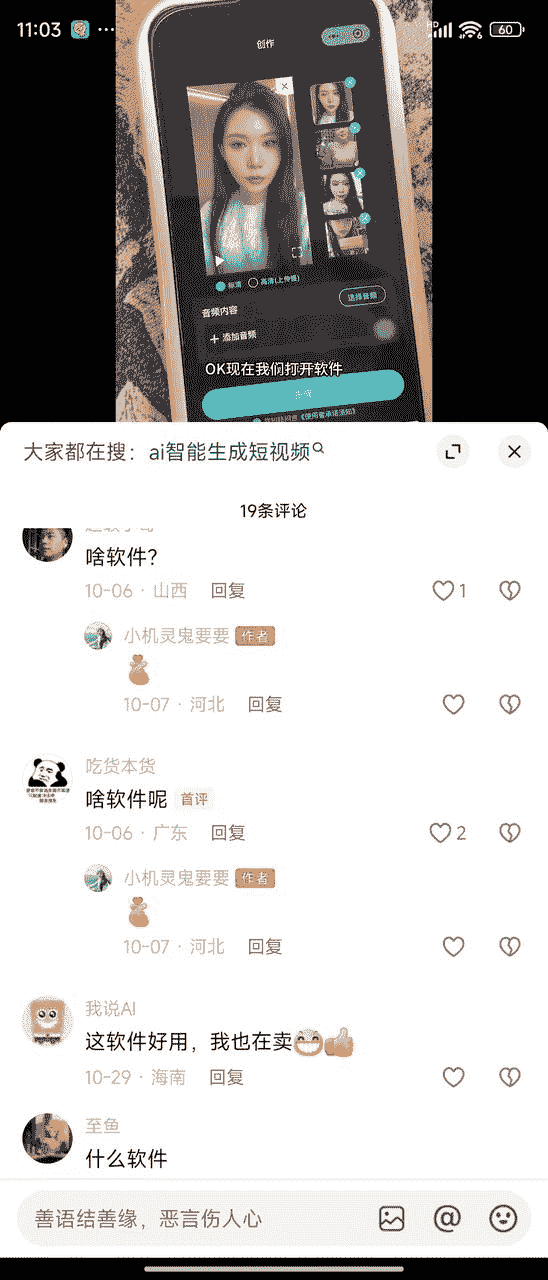 11:03
60
创作
标清 高清(上传慢)
音频内容
选择音频
添加音频
OK现在我们打开软件
大家都在搜：ai智能生成短视频
19条评论
啥软件？
10-06 · 山西 回复
1
小机灵鬼要要 作者
10-07 · 河北 回复
吃货本货
啥软件呢 首评
10-06 · 广东 回复
2
小机灵鬼要要 作者
10-07 · 河北 回复
我说AI
这软件好用，我也在卖
10-29 · 海南 回复
至鱼
什么软件
善语结善缘，恶言伤人心